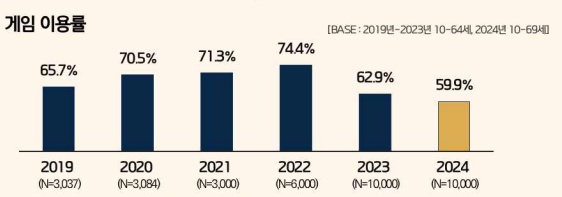 게임 이용률
[BASE : 2019년-2023년 10-64세, 2024년 10-69세]
65.7% 70.5% 71.3% 74.4% 62.9% 59.9%
2019 2020 2021 2022 2023 2024
(N=3,037) (N=3,084) (N=3,000) (N=6,000) (N=10,000) (N=10,000)